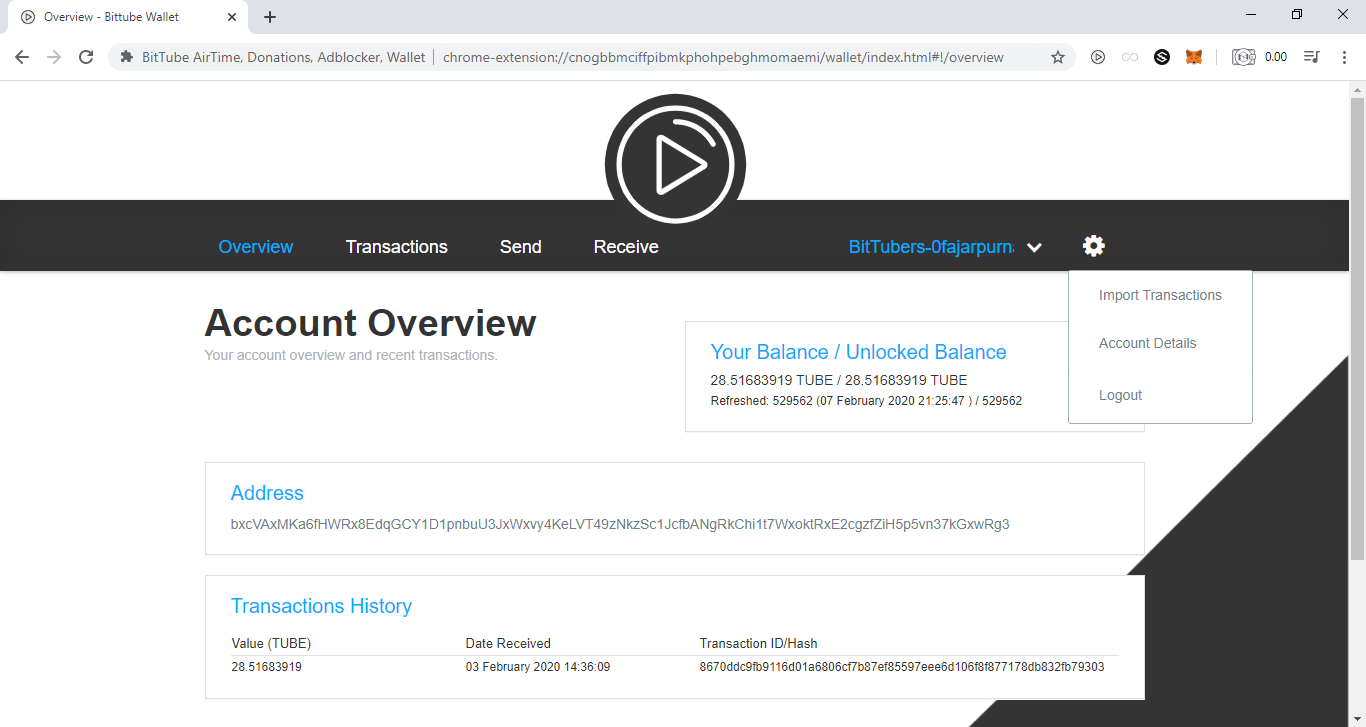 Overview - Bittube Wallet
BitTube AirTime, Donations, Adblocker, Wallet | chrome-extension://cnogbbmciffpibmkphohpebghmomaemi/wallet/index.html#!/overview
0.00
Overview Transactions Send Receive BitTubers-0fajarpurn
Import Transactions
Account Details
Logout
Account Overview
Your account overview and recent transactions.
Your Balance / Unlocked Balance
28.51683919 TUBE / 28.51683919 TUBE
Refreshed: 529562 (07 February 2020 21:25:47 ) / 529562
Address
bxcVAxMKa6fHWRx8EdqGCY1D1pnbuU3JxWxvy4KeLVT49zNkzSc1JcfbANgRkChi1t7WxoktRxE2cgzfZiH5p5vn37kGxwRg3
Transactions History
Value (TUBE) Date Received Transaction ID/Hash
28.51683919 03 February 2020 14:36:09 8670ddc9fb9116d01a6806cf7b87ef85597eee6d106f8f877178db832fb79303